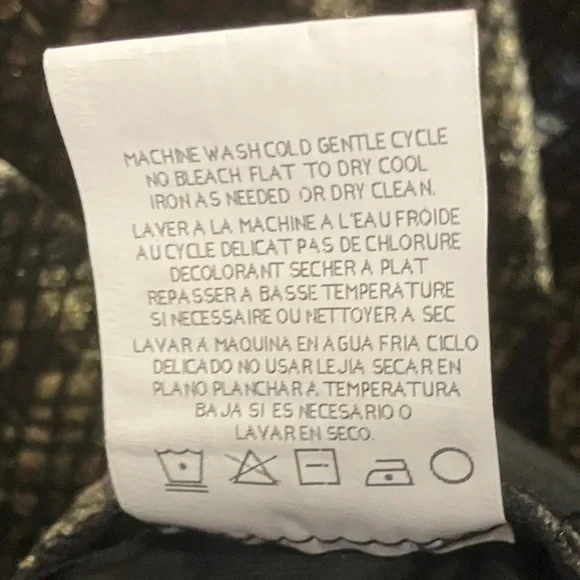 MACHINE WASH COLD GENTLE CYCLE
NO BLEACH FLAT TO DRY COOL
IRON AS NEEDED OR DRY CLEAN.
LAVER A LA MACHINE A L'EAU FROIDE
AU CYCLE DELICAT PAS DE CHLORURE
DECOLORANT SECHER A PLAT
REPASSER A BASSE TEMPERATURE
SI NECESSAIRE OU NETTOYER A SEC
LAVAR A MAQUINA EN AGUA FRIA CICLO
DELICADO NO USAR LEJIA SECAR EN
PLANO PLANCHAR A TEMPERATURA
BAJA SI ES NECESARIO O
LAVAR EN SECO.